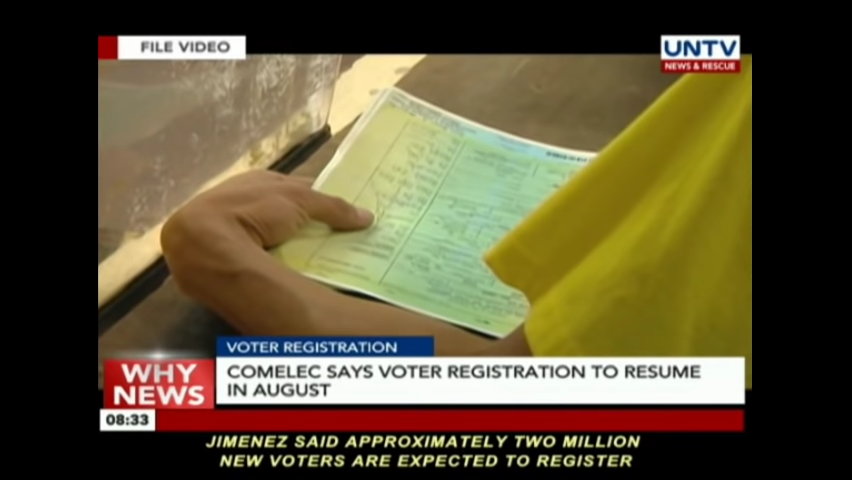 FILE VIDEO
UNTV
NEWS & RESCUE
VOTER REGISTRATION
COMELEC SAYS VOTER REGISTRATION TO RESUME
IN AUGUST
WHY
NEWS
08:33
JIMENEZ SAID APPROXIMATELY TWO MILLION
NEW VOTERS ARE EXPECTED TO REGISTER